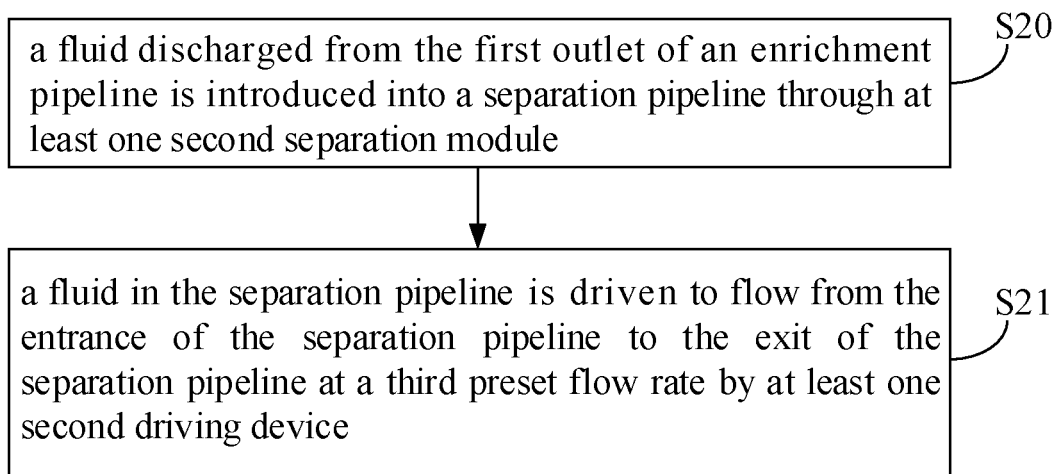 S20
a fluid discharged from the first outlet of an enrichment
pipeline is introduced into a separation pipeline through at
least one second separation module
S21
a fluid in the separation pipeline is driven to flow from the
entrance of the separation pipeline to the exit of the
separation pipeline at a third preset flow rate by at least one
second driving device